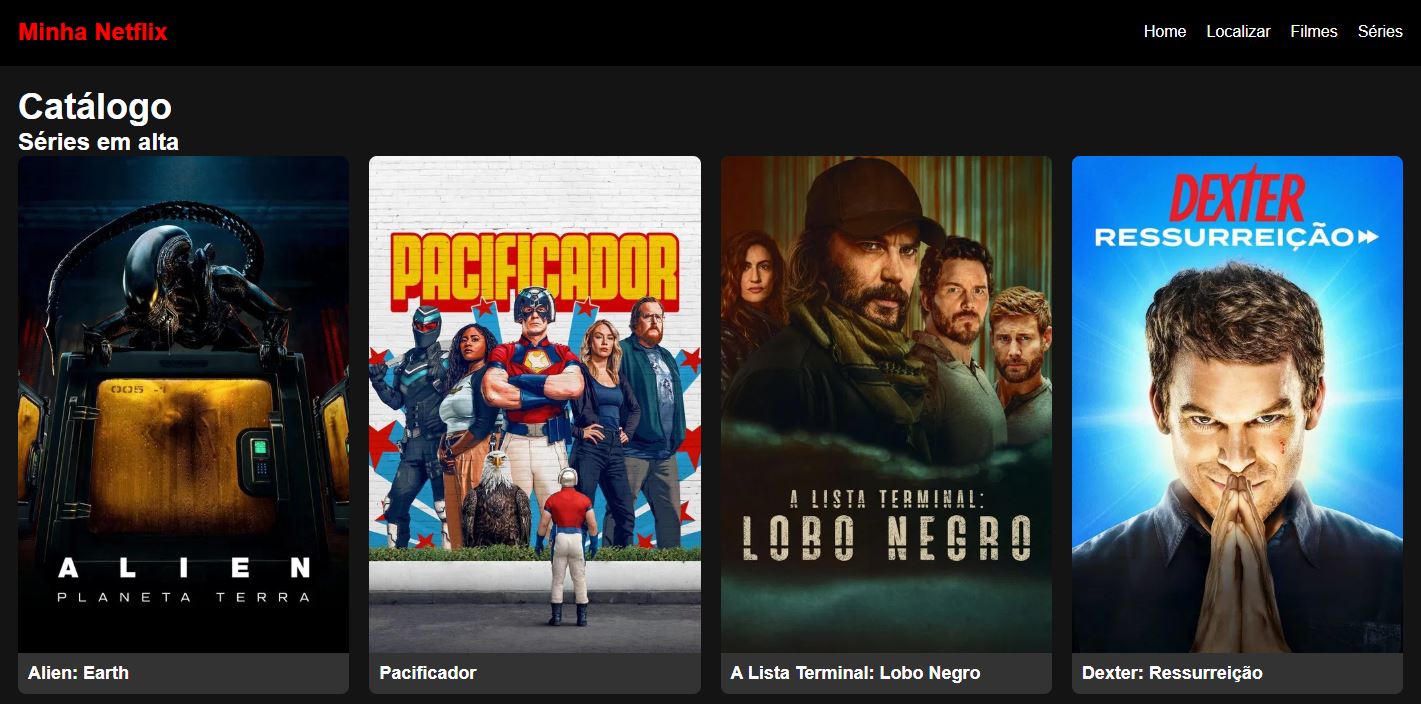 Minha Netflix
Home Localizar Filmes Séries
Catálogo
Séries em alta
005 -1
ALIEN
PLANETA TERRA
Alien: Earth
PACIFICADOR
Pacificador
A LISTA TERMINAL:
LOBO NEGRO
A Lista Terminal: Lobo Negro
DEXTER
RESSURREIÇÃO
Dexter: Ressurreição